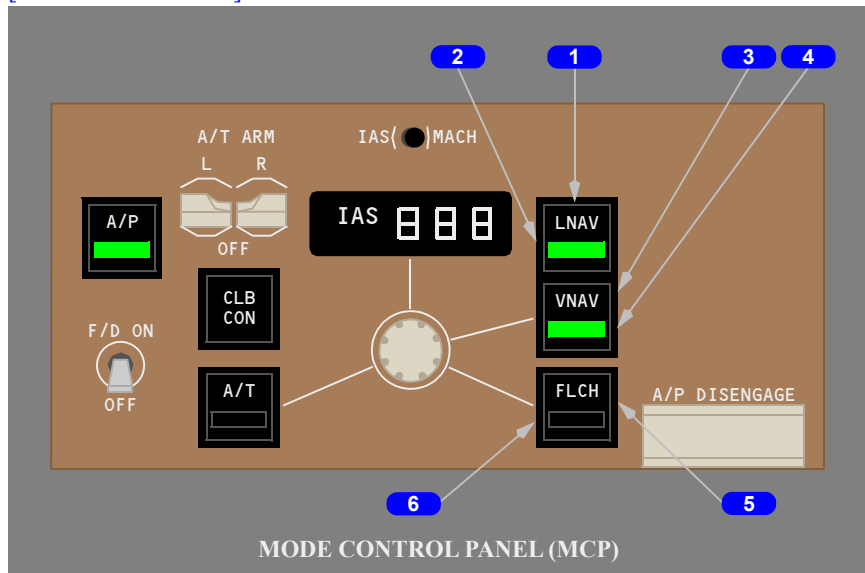 2 1 3 4
A/T ARM
IAS( )MACH
L R
A/P
IAS 888
LNAV
OFF
CLB
CON
VNAV
F/D ON
OFF
A/T
FLCH
A/P DISENGAGE
6 5
MODE CONTROL PANEL (MCP)